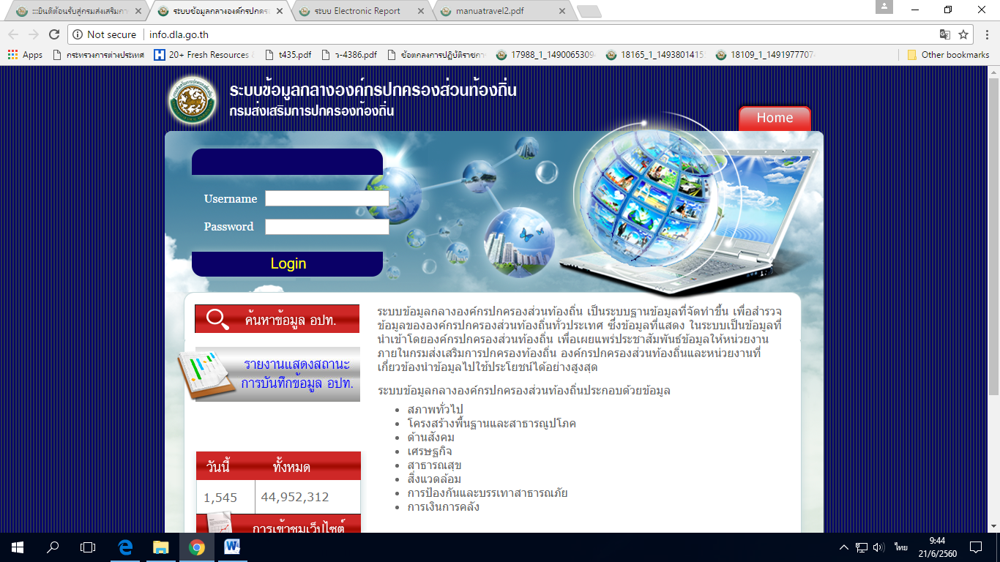 :::ยินดีต้อนรับสู่กรมส่งเสริมกา
ระบบข้อมูลกลางองค์กรปกคร
ระบบ Electronic Report
manuatravel2.pdf
Not secure
info.dla.go.th
Apps
กระทรวงการต่างประเทศ
20+ Fresh Resources
t435.pdf
ว-4386.pdf
ข้อตกลงการปฏิบัติราชกา
17988_1_1490065309
18165_1_149380141
18109_1_149197770
Other bookmarks
ระบบข้อมูลกลางองค์กรปกครองส่วนท้องถิ่น
กรมส่งเสริมการปกครองท้องถิ่น
Home
Username
Password
Login
ค้นหาข้อมูล อปท.
รายงานแสดงสถานะ
การบันทึกข้อมูล อปท.
วันนี้ ทั้งหมด
1,545 44,952,312
การเข้าชมเว็ปไซต์
ระบบข้อมูลกลางองค์กรปกครองส่วนท้องถิ่น เป็นระบบฐานข้อมูลที่จัดทำขึ้น เพื่อสำรวจ
ข้อมูลขององค์กรปกครองส่วนท้องถิ่นทั่วประเทศ ซึ่งข้อมูลที่แสดง ในระบบเป็นข้อมูลที่
นำเข้าโดยองค์กรปกครองส่วนท้องถิ่น เพื่อเผยแพร่ประชาสัมพันธ์ข้อมูลให้หน่วยงาน
ภายในกรมส่งเสริมการปกครองท้องถิ่น องค์กรปกครองส่วนท้องถิ่นและหน่วยงานที่
เกี่ยวข้องนำข้อมูลไปใช้ประโยชน์ได้อย่างสูงสุด
ระบบข้อมูลกลางองค์กรปกครองส่วนท้องถิ่นประกอบด้วยข้อมูล
• สภาพทั่วไป
• โครงสร้างพื้นฐานและสาธารณูปโภค
• ด้านสังคม
• เศรษฐกิจ
• สาธารณสุข
• สิ่งแวดล้อม
• การป้องกันและบรรเทาสาธารณภัย
• การเงินการคลัง
ไทย
9:44
21/6/2560